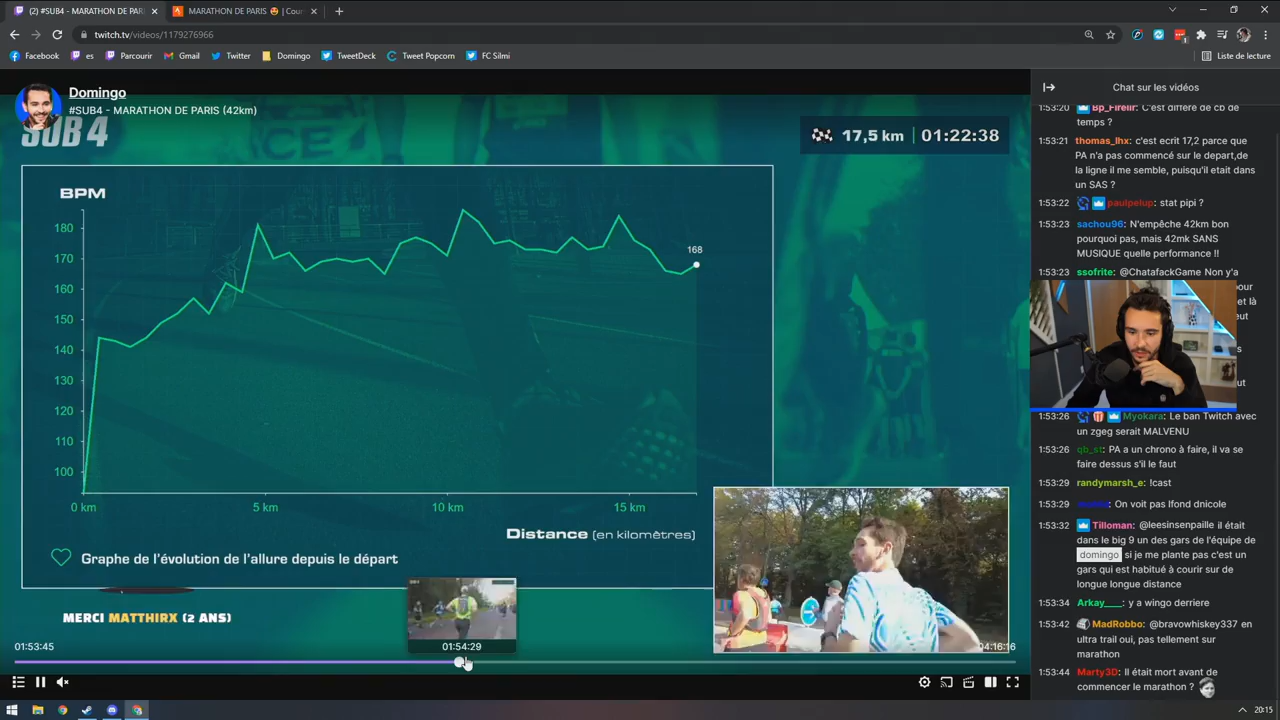 (2) #SUB4 - MARATHON DE PAR
MARATHON DE PARIS 🤩 | Cour
twitch.tv/videos/1179276966
Facebook
es
Parcourir
Gmail
Twitter
Domingo
TweetDeck
Tweet Popcorn
FC Silmi
Liste de lecture
Domingo
#SUB4 - MARATHON DE PARIS (42km)
SUB4
17,5 km | 01:22:38
BPM
180
170
160
150
140
130
120
110
100
168
0 km
5 km
10 km
15 km
Distance (en kilomètres)
Graphe de l'évolution de l'allure depuis le départ
MERCI MATTHIRX (2 ANS)
01:54:29
01:53:45
04:16:16
Chat sur les vidéos
1:53:20 Bp_Firelir: C'est differe de cb de
temps ?
1:53:21 thomas_lhx: c'est ecrit 17,2 parce que
PA n'a pas commencé sur le depart,de
la ligne il me semble, puisqu'il etait dans
un SAS ?
1:53:22 paulpelup: stat pipi ?
1:53:23 sachou96: N'empêche 42km bon
pourquoi pas, mais 42mk SANS
MUSIQUE quelle performance !!
1:53:23 ssofrite: @ChatafackGame Non y'a
our
et là
eut
ut
1:53:26 Myokara: Le ban Twitch avec
un zgeg serait MALVENU
1:53:26 qb_st: PA a un chrono à faire, il va se
faire dessus s'il le faut
1:53:29 randymarsh_e: !cast
1:53:29 On voit pas lfond dnicole
1:53:32 Tilloman: @leesinsenpaille il était
dans le big 9 un des gars de l'équipe de
domingo si je me plante pas c'est un
gars qui est habitué à courir sur de
longue longue distance
1:53:34 Arkay____: y a wingo derriere
1:53:42 MadRobbo: @bravowhiskey337 en
ultra trail oui, pas tellement sur
marathon
1:53:44 Marty3D: Il était mort avant de
commencer le marathon ?
20:15